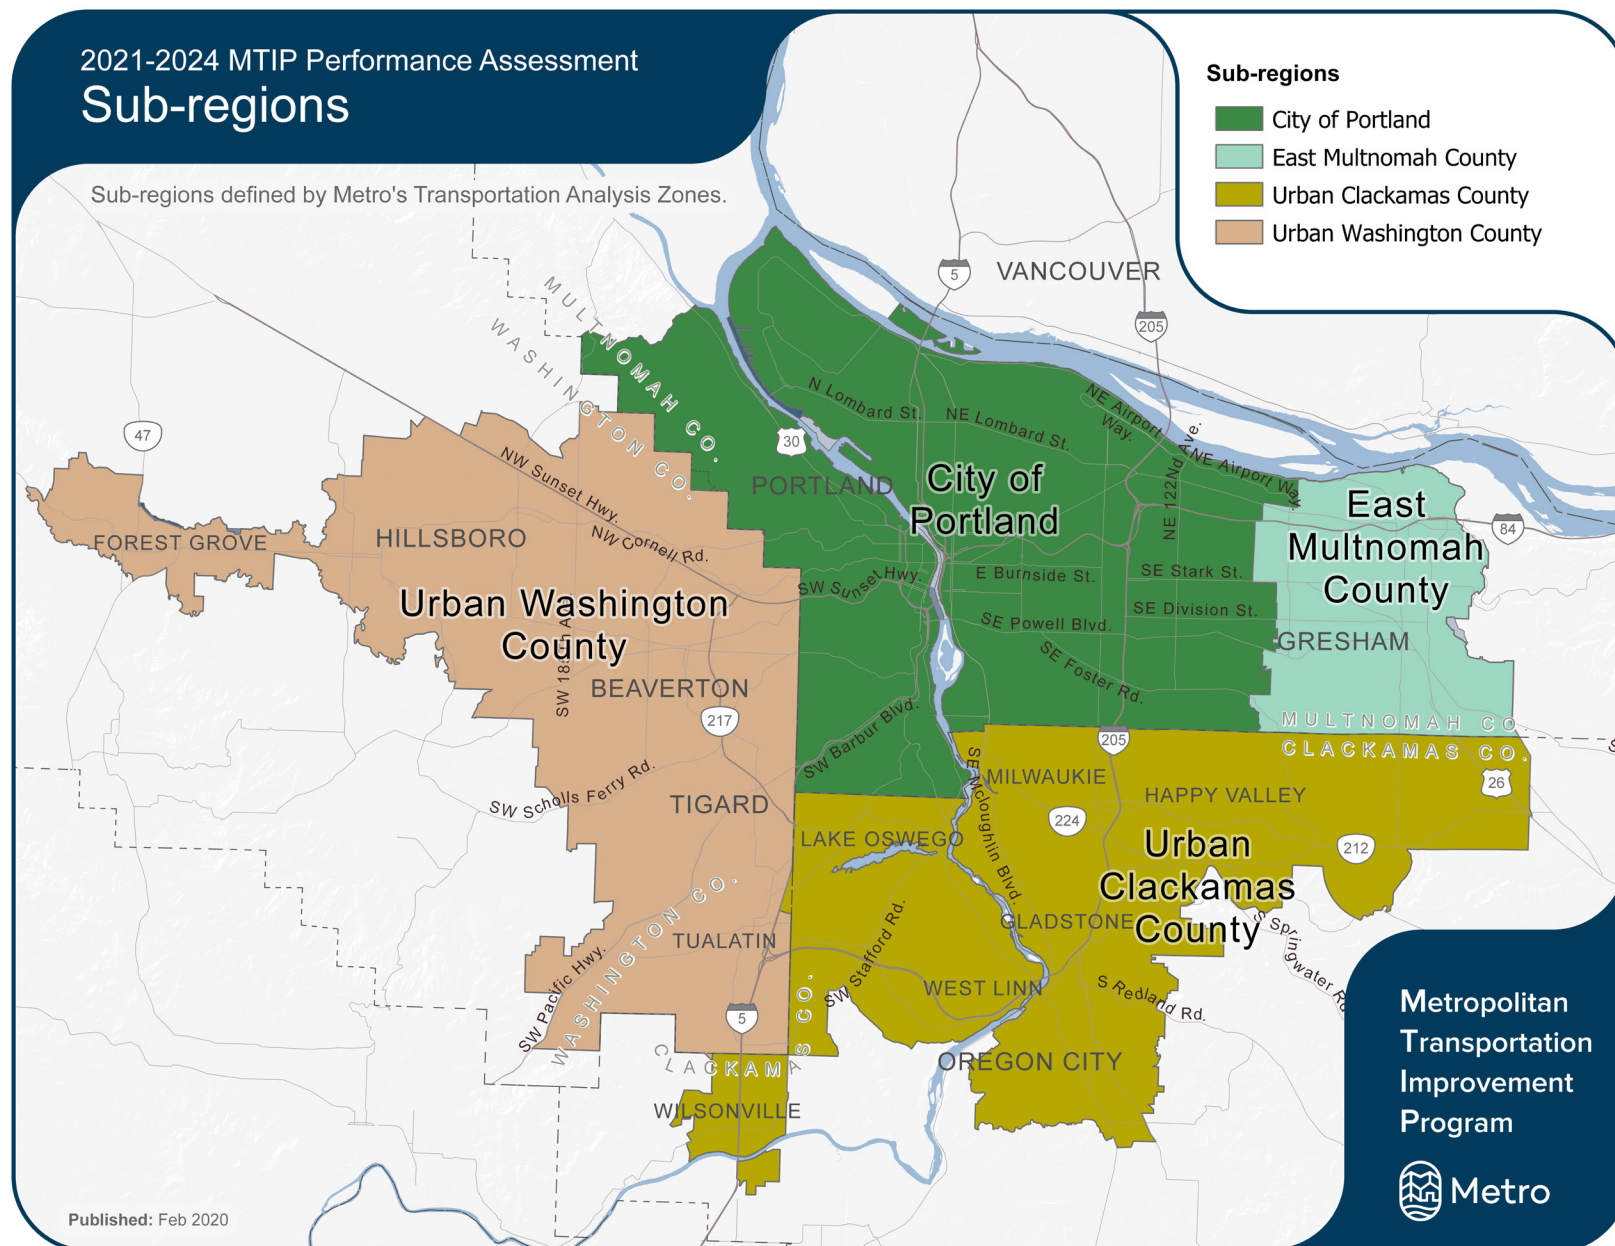 2021-2024 MTIP Performance Assessment
Sub-regions
Sub-regions defined by Metro's Transportation Analysis Zones.
Sub-regions
City of Portland
East Multnomah County
Urban Clackamas County
Urban Washington County
5
VANCOUVER
205
MULTNOMAH CO.
WASHINGTON CO.
47
30
N Lombard St.
NE Lombard St.
NE Airport
Way.
NE Airport Way.
NE 122Nd Ave.
NW Sunset Hwy.
NW Cornell Rd.
PORTLAND
City of
Portland
East
Multnomah
County
84
FOREST GROVE
HILLSBORO
Urban Washington
County
SW Sunset Hwy.
E Burnside St.
SE Stark St.
SE Division St.
SE Powell Blvd.
SE Foster Rd.
GRESHAM
BEAVERTON
217
SW Barbur Blvd.
MULTNOMAH CO.
CLACKAMAS CO.
205
SE Mcloughlin Blvd.
MILWAUKIE
HAPPY VALLEY
26
SW Scholls Ferry Rd.
TIGARD
224
212
LAKE OSWEGO
Urban
Clackamas
County
GLADSTONE
WASHINGTON CO.
TUALATIN
SW Pacific Hwy.
SW Stafford Rd.
WEST LINN
S Redland Rd.
S Springwater
5
OREGON CITY
CLACKAMAS CO.
WILSONVILLE
Metropolitan
Transportation
Improvement
Program
Metro
Published: Feb 2020